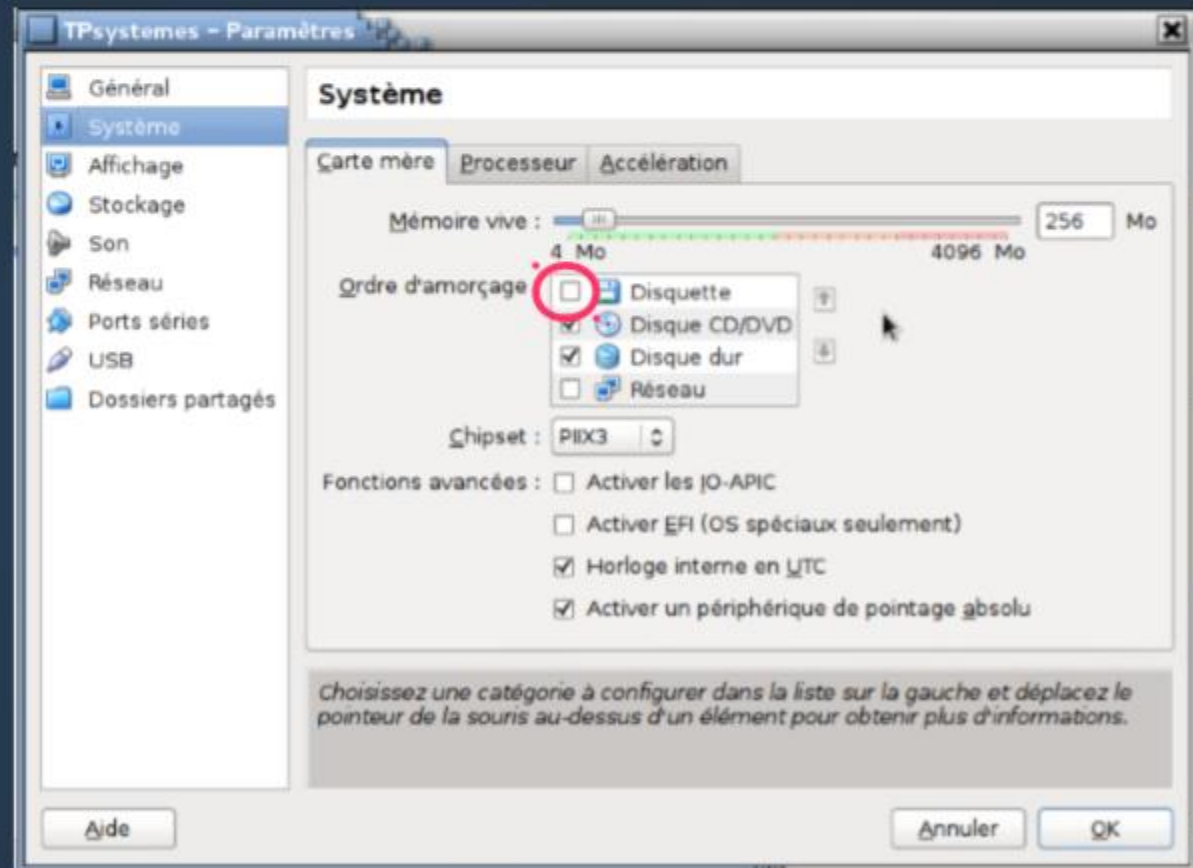 TPsystemes - Paramètres
Général
Système
Affichage
Stockage
Son
Réseau
Ports séries
USB
Dossiers partagés
Système
Carte mère Processeur Accélération
Mémoire vive : 256 Mo
4 Mo 4096 Mo
Ordre d'amorçage Disquette
Disque CD/DVD
Disque dur
Réseau
Chipset : PIIX3
Fonctions avancées : Activer les IO-APIC
Activer EFI (OS spéciaux seulement)
Horloge interne en UTC
Activer un périphérique de pointage absolu
Choisissez une catégorie à configurer dans la liste sur la gauche et déplacez le
pointeur de la souris au-dessus d'un élément pour obtenir plus d'informations.
Aide Annuler OK